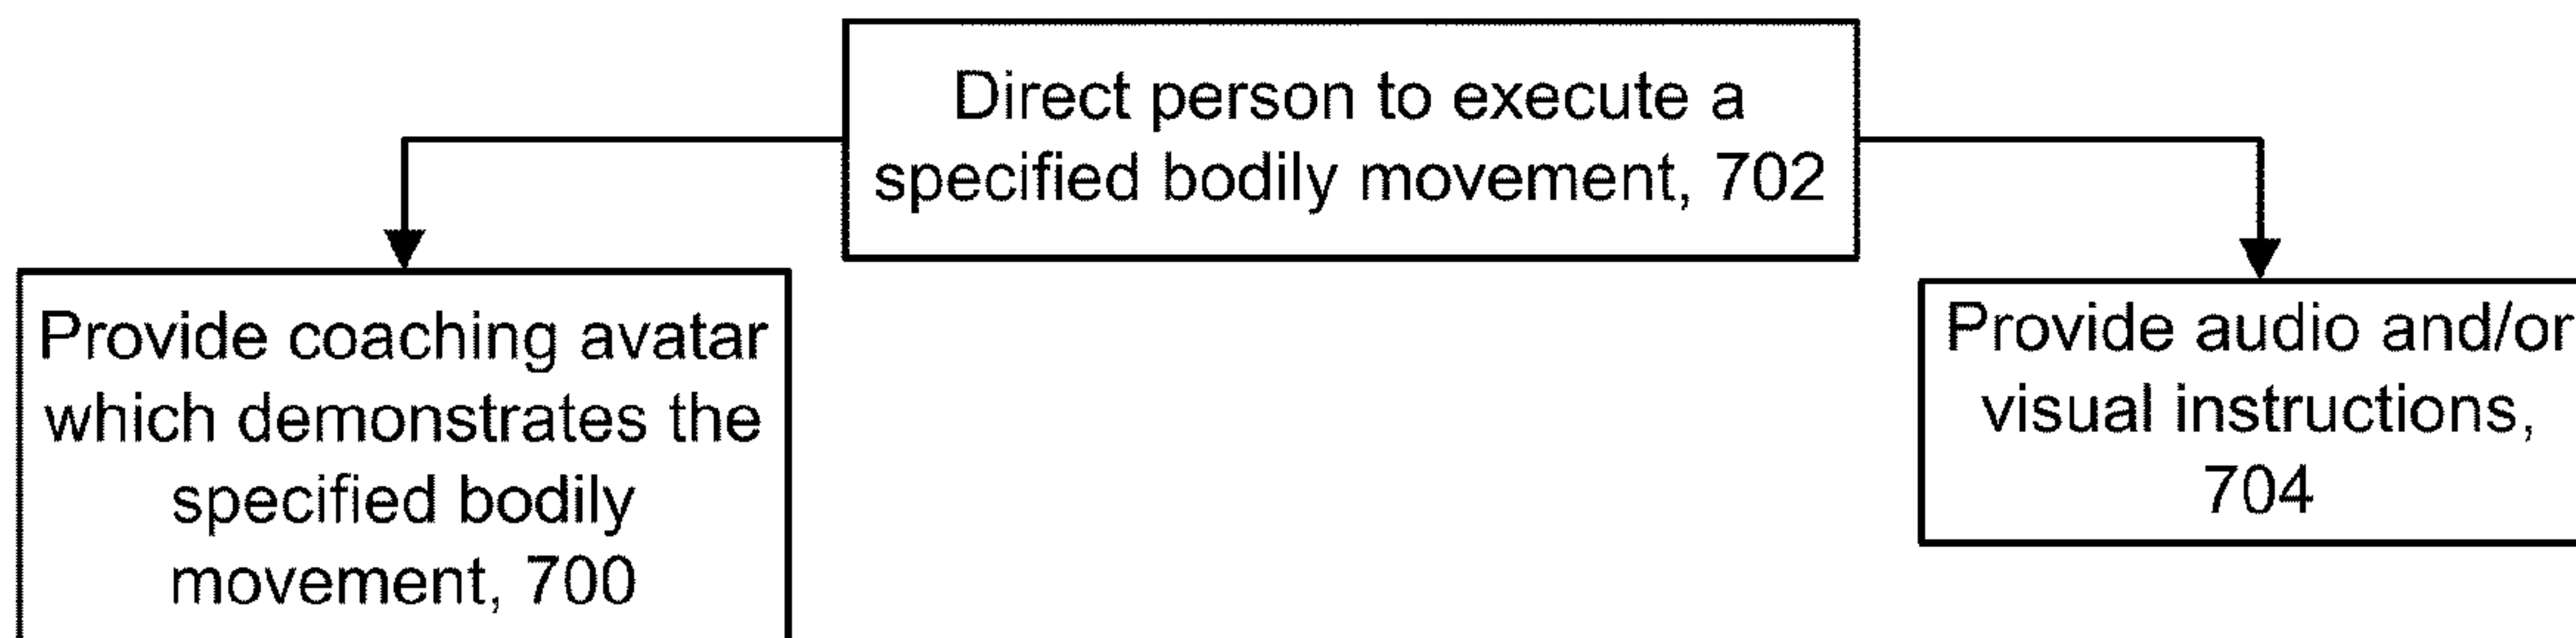 Direct person to execute a
specified bodily movement, 702
Provide coaching avatar
which demonstrates the
specified bodily
movement, 700
Provide audio and/or
visual instructions,
704